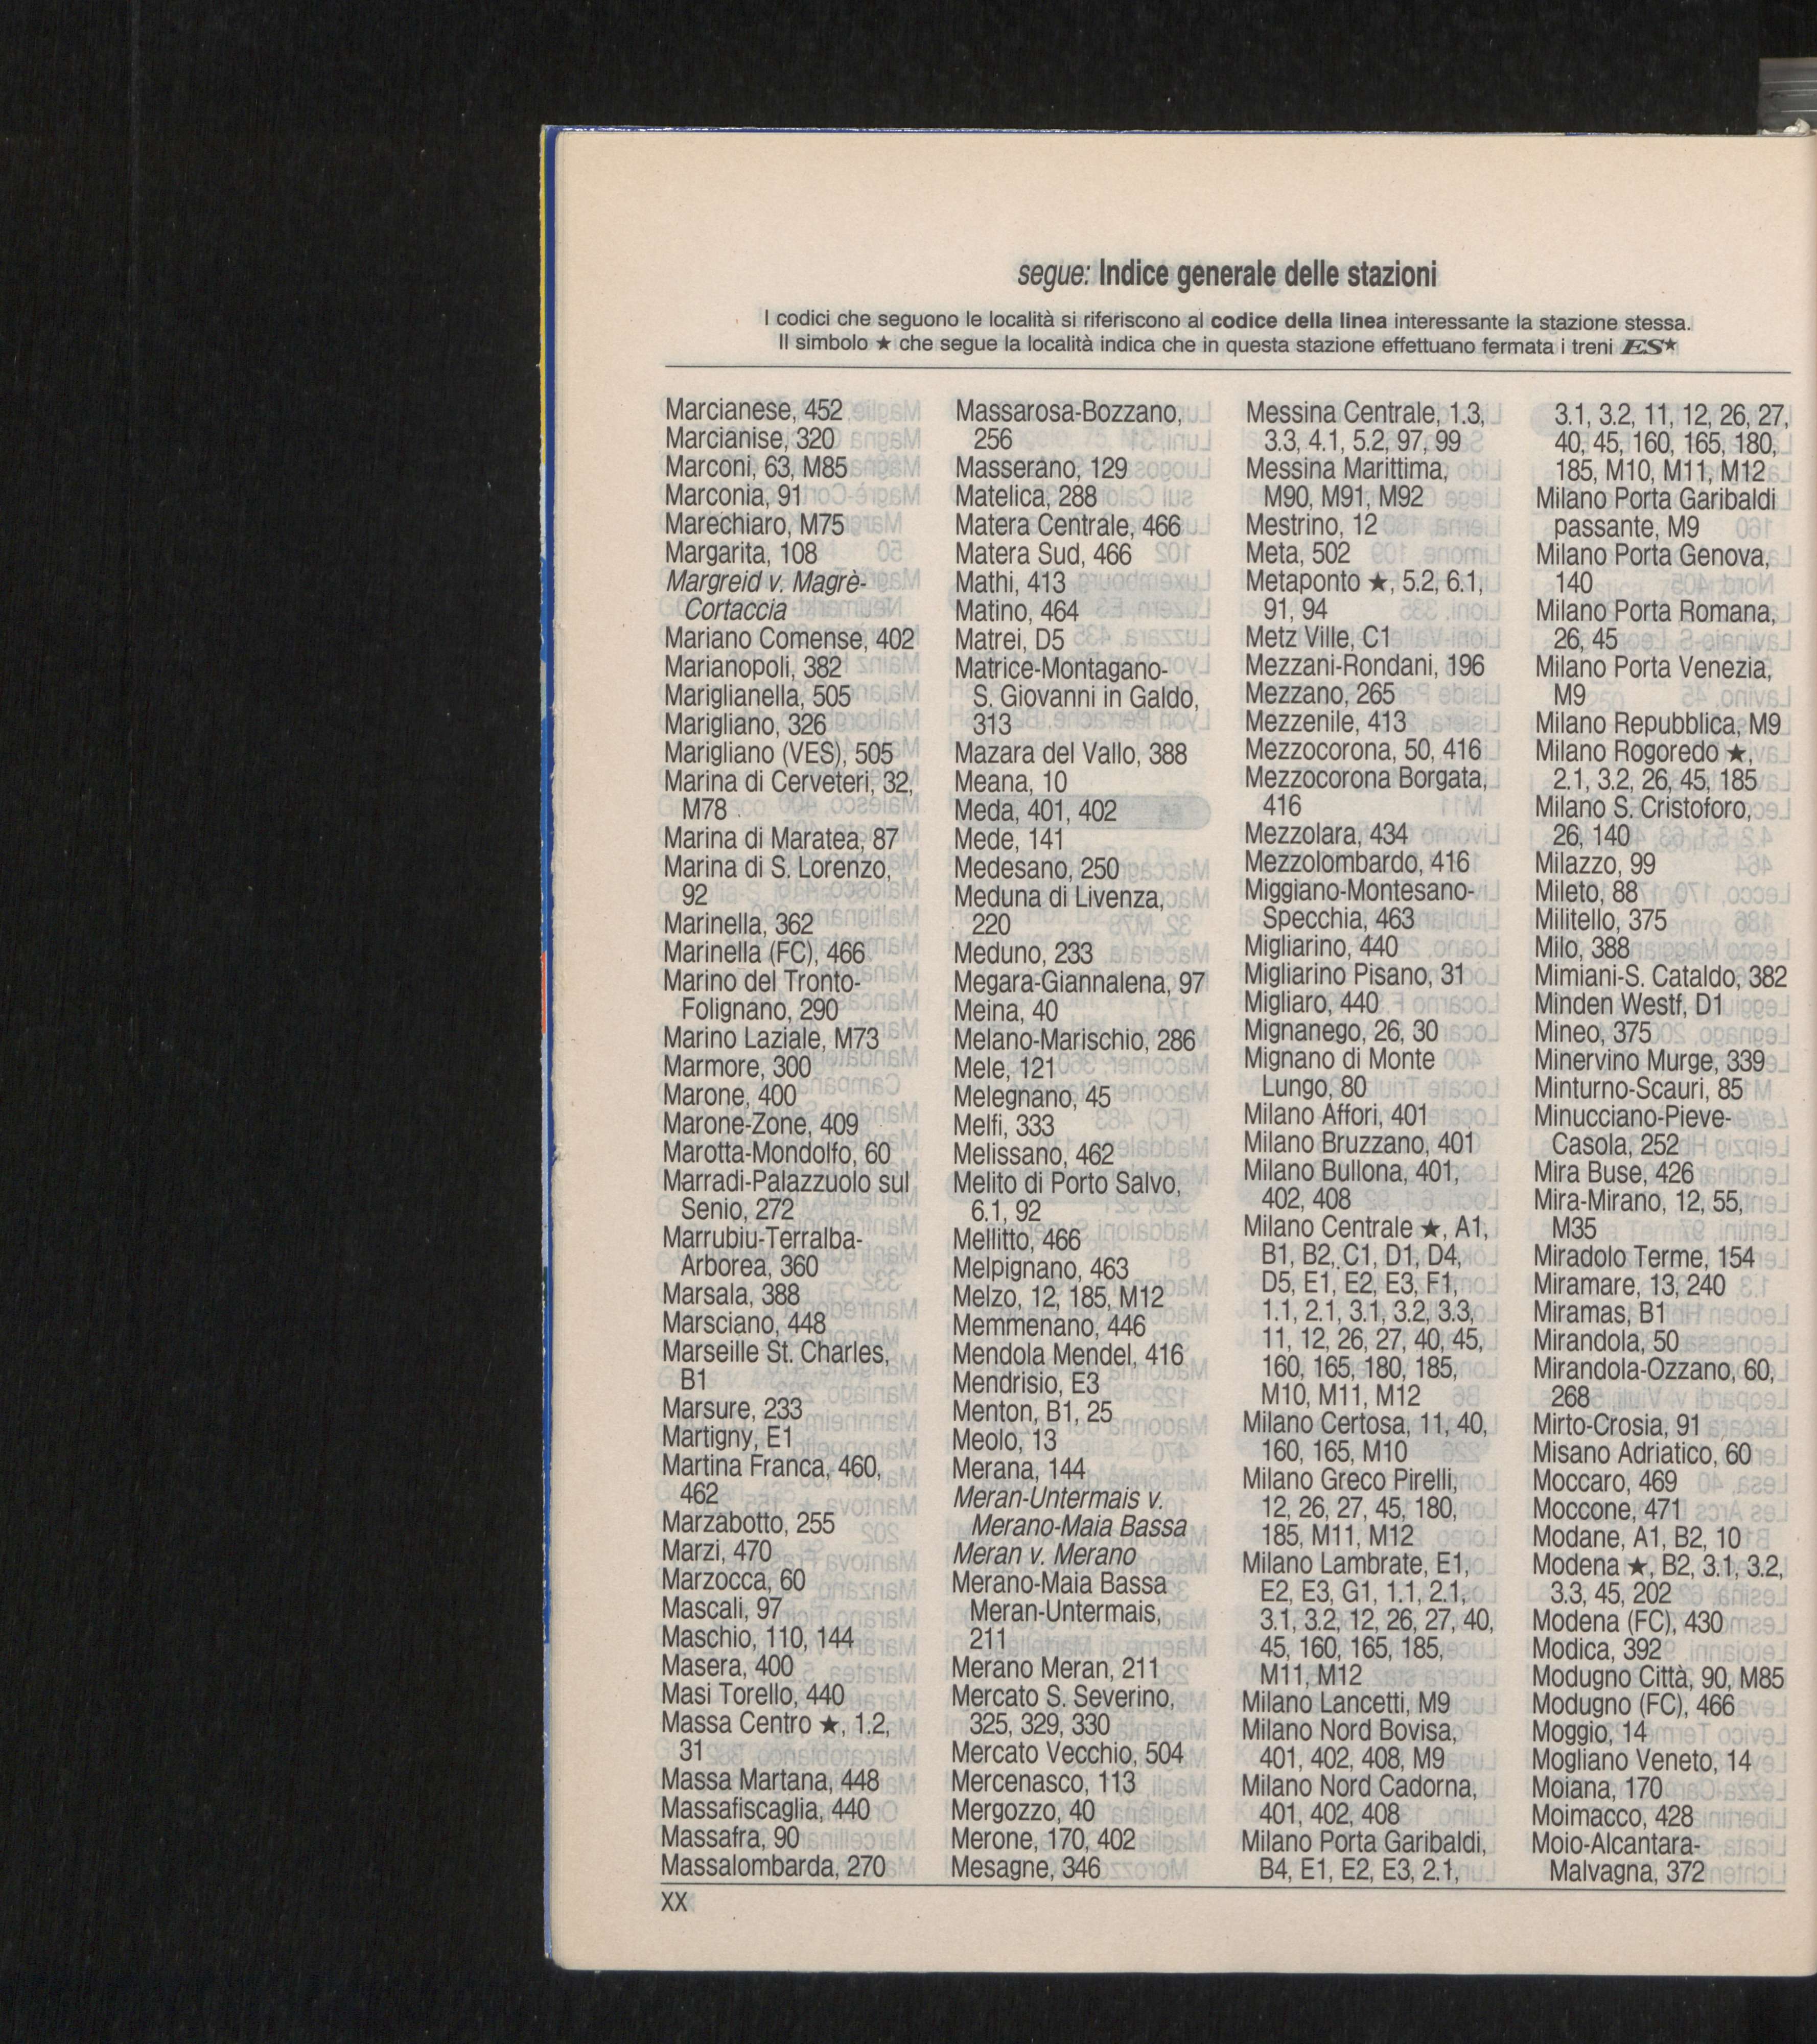 segue: Indice generale delle stazioni
I codici che seguono le località si riferiscono al codice della linea interessante la stazione stessa.
Il simbolo ★ che segue la località indica che in questa stazione effettuano fermata i treni ES★
Marcianese, 452
Marcianise, 320
Marconi, 63, M85
Marconia, 91
Marechiaro, M75
Margarita, 108
Margreid v. Magrè-
Cortaccia
Mariano Comense, 402
Marianopoli, 382
Mariglianella, 505
Marigliano, 326
Marigliano (VES), 505
Marina di Cerveteri, 32,
M78
Marina di Maratea, 87
Marina di S. Lorenzo,
92
Marinella, 362
Marinella (FC), 466
Marino del Tronto-
Folignano, 290
Marino Laziale, M73
Marmore, 300
Marone, 400
Marone-Zone, 409
Marotta-Mondolfo, 60
Marradi-Palazzuolo sul
Senio, 272
Marrubiu-Terralba-
Arborea, 360
Marsala, 388
Marsciano, 448
Marseille St. Charles,
B1
Marsure, 233
Martigny, E1
Martina Franca, 460,
462
Marzabotto, 255
Marzi, 470
Marzocca, 60
Mascali, 97
Maschio, 110, 144
Masera, 400
Masi Torello, 440
Massa Centro ★, 1.2,
31
Massa Martana, 448
Massafiscaglia, 440
Massafra, 90
Massalombarda, 270
Massarosa-Bozzano,
256
Masserano, 129
Matelica, 288
Matera Centrale, 466
Matera Sud, 466
Mathi, 413
Matino, 464
Matrei, D5
Matrice-Montagano-
S. Giovanni in Galdo,
313
Mazara del Vallo, 388
Meana, 10
Meda, 401, 402
Mede, 141
Medesano, 250
Meduna di Livenza,
220
Meduno, 233
Megara-Giannalena, 97
Meina, 40
Melano-Marischio, 286
Mele, 121
Melegnano, 45
Melfi, 333
Melissano, 462
Melito di Porto Salvo,
6.1, 92
Mellitto, 466
Melpignano, 463
Melzo, 12, 185, M12
Memmenano, 446
Mendola Mendel, 416
Mendrisio, E3
Menton, B1, 25
Meolo, 13
Merana, 144
Meran-Untermais v.
Merano-Maia Bassa
Meran v. Merano
Merano-Maia Bassa
Meran-Untermais,
211
Merano Meran, 211
Mercato S. Severino,
325, 329, 330
Mercato Vecchio, 504
Mercenasco, 113
Mergozzo, 40
Merone, 170, 402
Mesagne, 346
Messina Centrale, 1.3,
3.3, 4.1, 5.2, 97, 99
Messina Marittima,
M90, M91, M92
Mestrino, 12
Meta, 502
Metaponto ★, 5.2, 6.1,
91, 94
Metz Ville, C1
Mezzani-Rondani, 196
Mezzano, 265
Mezzenile, 413
Mezzocorona, 50, 416
Mezzocorona Borgata,
416
Mezzolara, 434
Mezzolombardo, 416
Miggiano-Montesano-
Specchia, 463
Migliarino, 440
Migliarino Pisano, 31
Migliaro, 440
Mignanego, 26, 30
Mignano di Monte
Lungo, 80
Milano Affori, 401
Milano Bruzzano, 401
Milano Bullona, 401,
402, 408
Milano Centrale ★, A1,
B1, B2, C1, D1, D4,
D5, E1, E2, E3, F1,
1.1, 2.1, 3.1, 3.2, 3.3,
11, 12, 26, 27, 40, 45,
160, 165, 180, 185,
M10, M11, M12
Milano Certosa, 11, 40,
160, 165, M10
Milano Greco Pirelli,
12, 26, 27, 45, 180,
185, M11, M12
Milano Lambrate, E1,
E2, E3, G1, 1.1, 2.1,
3.1, 3.2, 12, 26, 27, 40,
45, 160, 165, 185,
M11, M12
Milano Lancetti, M9
Milano Nord Bovisa,
401, 402, 408, M9
Milano Nord Cadorna,
401, 402, 408
Milano Porta Garibaldi,
B4, E1, E2, E3, 2.1,
3.1, 3.2, 11, 12, 26, 27,
40, 45, 160, 165, 180,
185, M10, M11, M12
Milano Porta Garibaldi
passante, M9
Milano Porta Genova,
140
Milano Porta Romana,
26, 45
Milano Porta Venezia,
M9
Milano Repubblica, M9
Milano Rogoredo ★,
2.1, 3.2, 26, 45, 185
Milano S. Cristoforo,
26, 140
Milazzo, 99
Mileto, 88
Militello, 375
Milo, 388
Mimiani-S. Cataldo, 382
Minden Westf, D1
Mineo, 375
Minervino Murge, 339
Minturno-Scauri, 85
Minucciano-Pieve-
Casola, 252
Mira Buse, 426
Mira-Mirano, 12, 55,
M35
Miradolo Terme, 154
Miramare, 13, 240
Miramas, B1
Mirandola, 50
Mirandola-Ozzano, 60,
268
Mirto-Crosia, 91
Misano Adriatico, 60
Moccaro, 469
Moccone, 471
Modane, A1, B2, 10
Modena ★, B2, 3.1, 3.2,
3.3, 45, 202
Modena (FC), 430
Modica, 392
Modugno Città, 90, M85
Modugno (FC), 466
Moggio, 14
Mogliano Veneto, 14
Moiana, 170
Moimacco, 428
Moio-Alcantara-
Malvagna, 372
XX